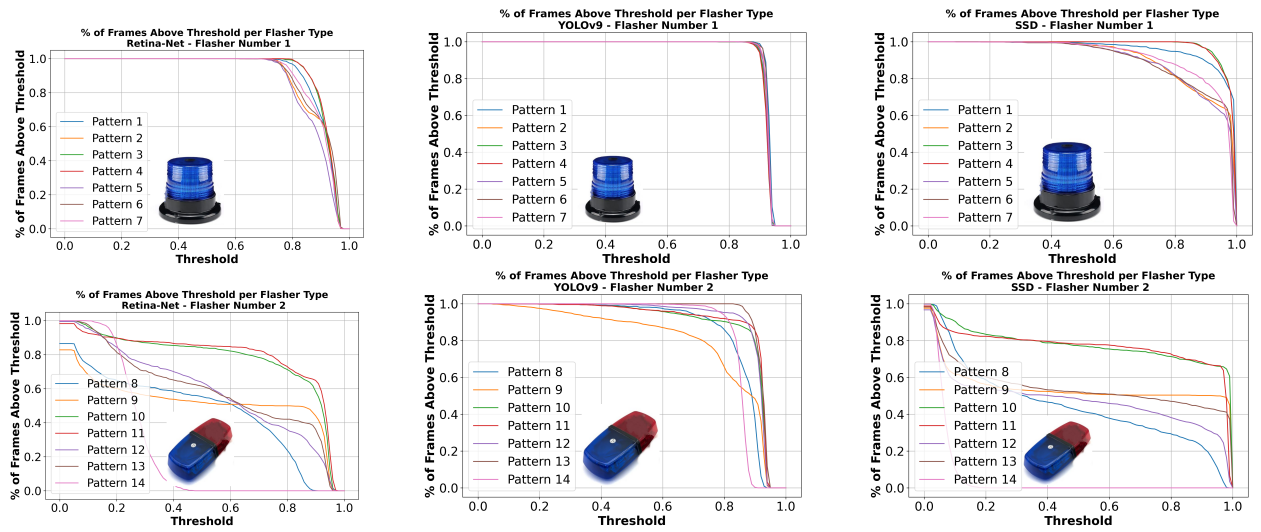 % of Frames Above Threshold per Flasher Type
Retina-Net - Flasher Number 1
% of Frames Above Threshold
1.0
0.8
0.6
0.4
0.2
0.0
Pattern 1
Pattern 2
Pattern 3
Pattern 4
Pattern 5
Pattern 6
Pattern 7
0.0 0.2 0.4 0.6 0.8 1.0
Threshold
% of Frames Above Threshold per Flasher Type
YOLOv9 - Flasher Number 1
% of Frames Above Threshold
1.0
0.8
0.6
0.4
0.2
0.0
Pattern 1
Pattern 2
Pattern 3
Pattern 4
Pattern 5
Pattern 6
Pattern 7
0.0 0.2 0.4 0.6 0.8 1.0
Threshold
% of Frames Above Threshold per Flasher Type
SSD - Flasher Number 1
% of Frames Above Threshold
1.0
0.8
0.6
0.4
0.2
0.0
Pattern 1
Pattern 2
Pattern 3
Pattern 4
Pattern 5
Pattern 6
Pattern 7
0.0 0.2 0.4 0.6 0.8 1.0
Threshold
% of Frames Above Threshold per Flasher Type
Retina-Net - Flasher Number 2
% of Frames Above Threshold
1.0
0.8
0.6
0.4
0.2
0.0
Pattern 8
Pattern 9
Pattern 10
Pattern 11
Pattern 12
Pattern 13
Pattern 14
0.0 0.2 0.4 0.6 0.8 1.0
Threshold
% of Frames Above Threshold per Flasher Type
YOLOv9 - Flasher Number 2
% of Frames Above Threshold
1.0
0.8
0.6
0.4
0.2
0.0
Pattern 8
Pattern 9
Pattern 10
Pattern 11
Pattern 12
Pattern 13
Pattern 14
0.0 0.2 0.4 0.6 0.8 1.0
Threshold
% of Frames Above Threshold per Flasher Type
SSD - Flasher Number 2
% of Frames Above Threshold
1.0
0.8
0.6
0.4
0.2
0.0
Pattern 8
Pattern 9
Pattern 10
Pattern 11
Pattern 12
Pattern 13
Pattern 14
0.0 0.2 0.4 0.6 0.8 1.0
Threshold